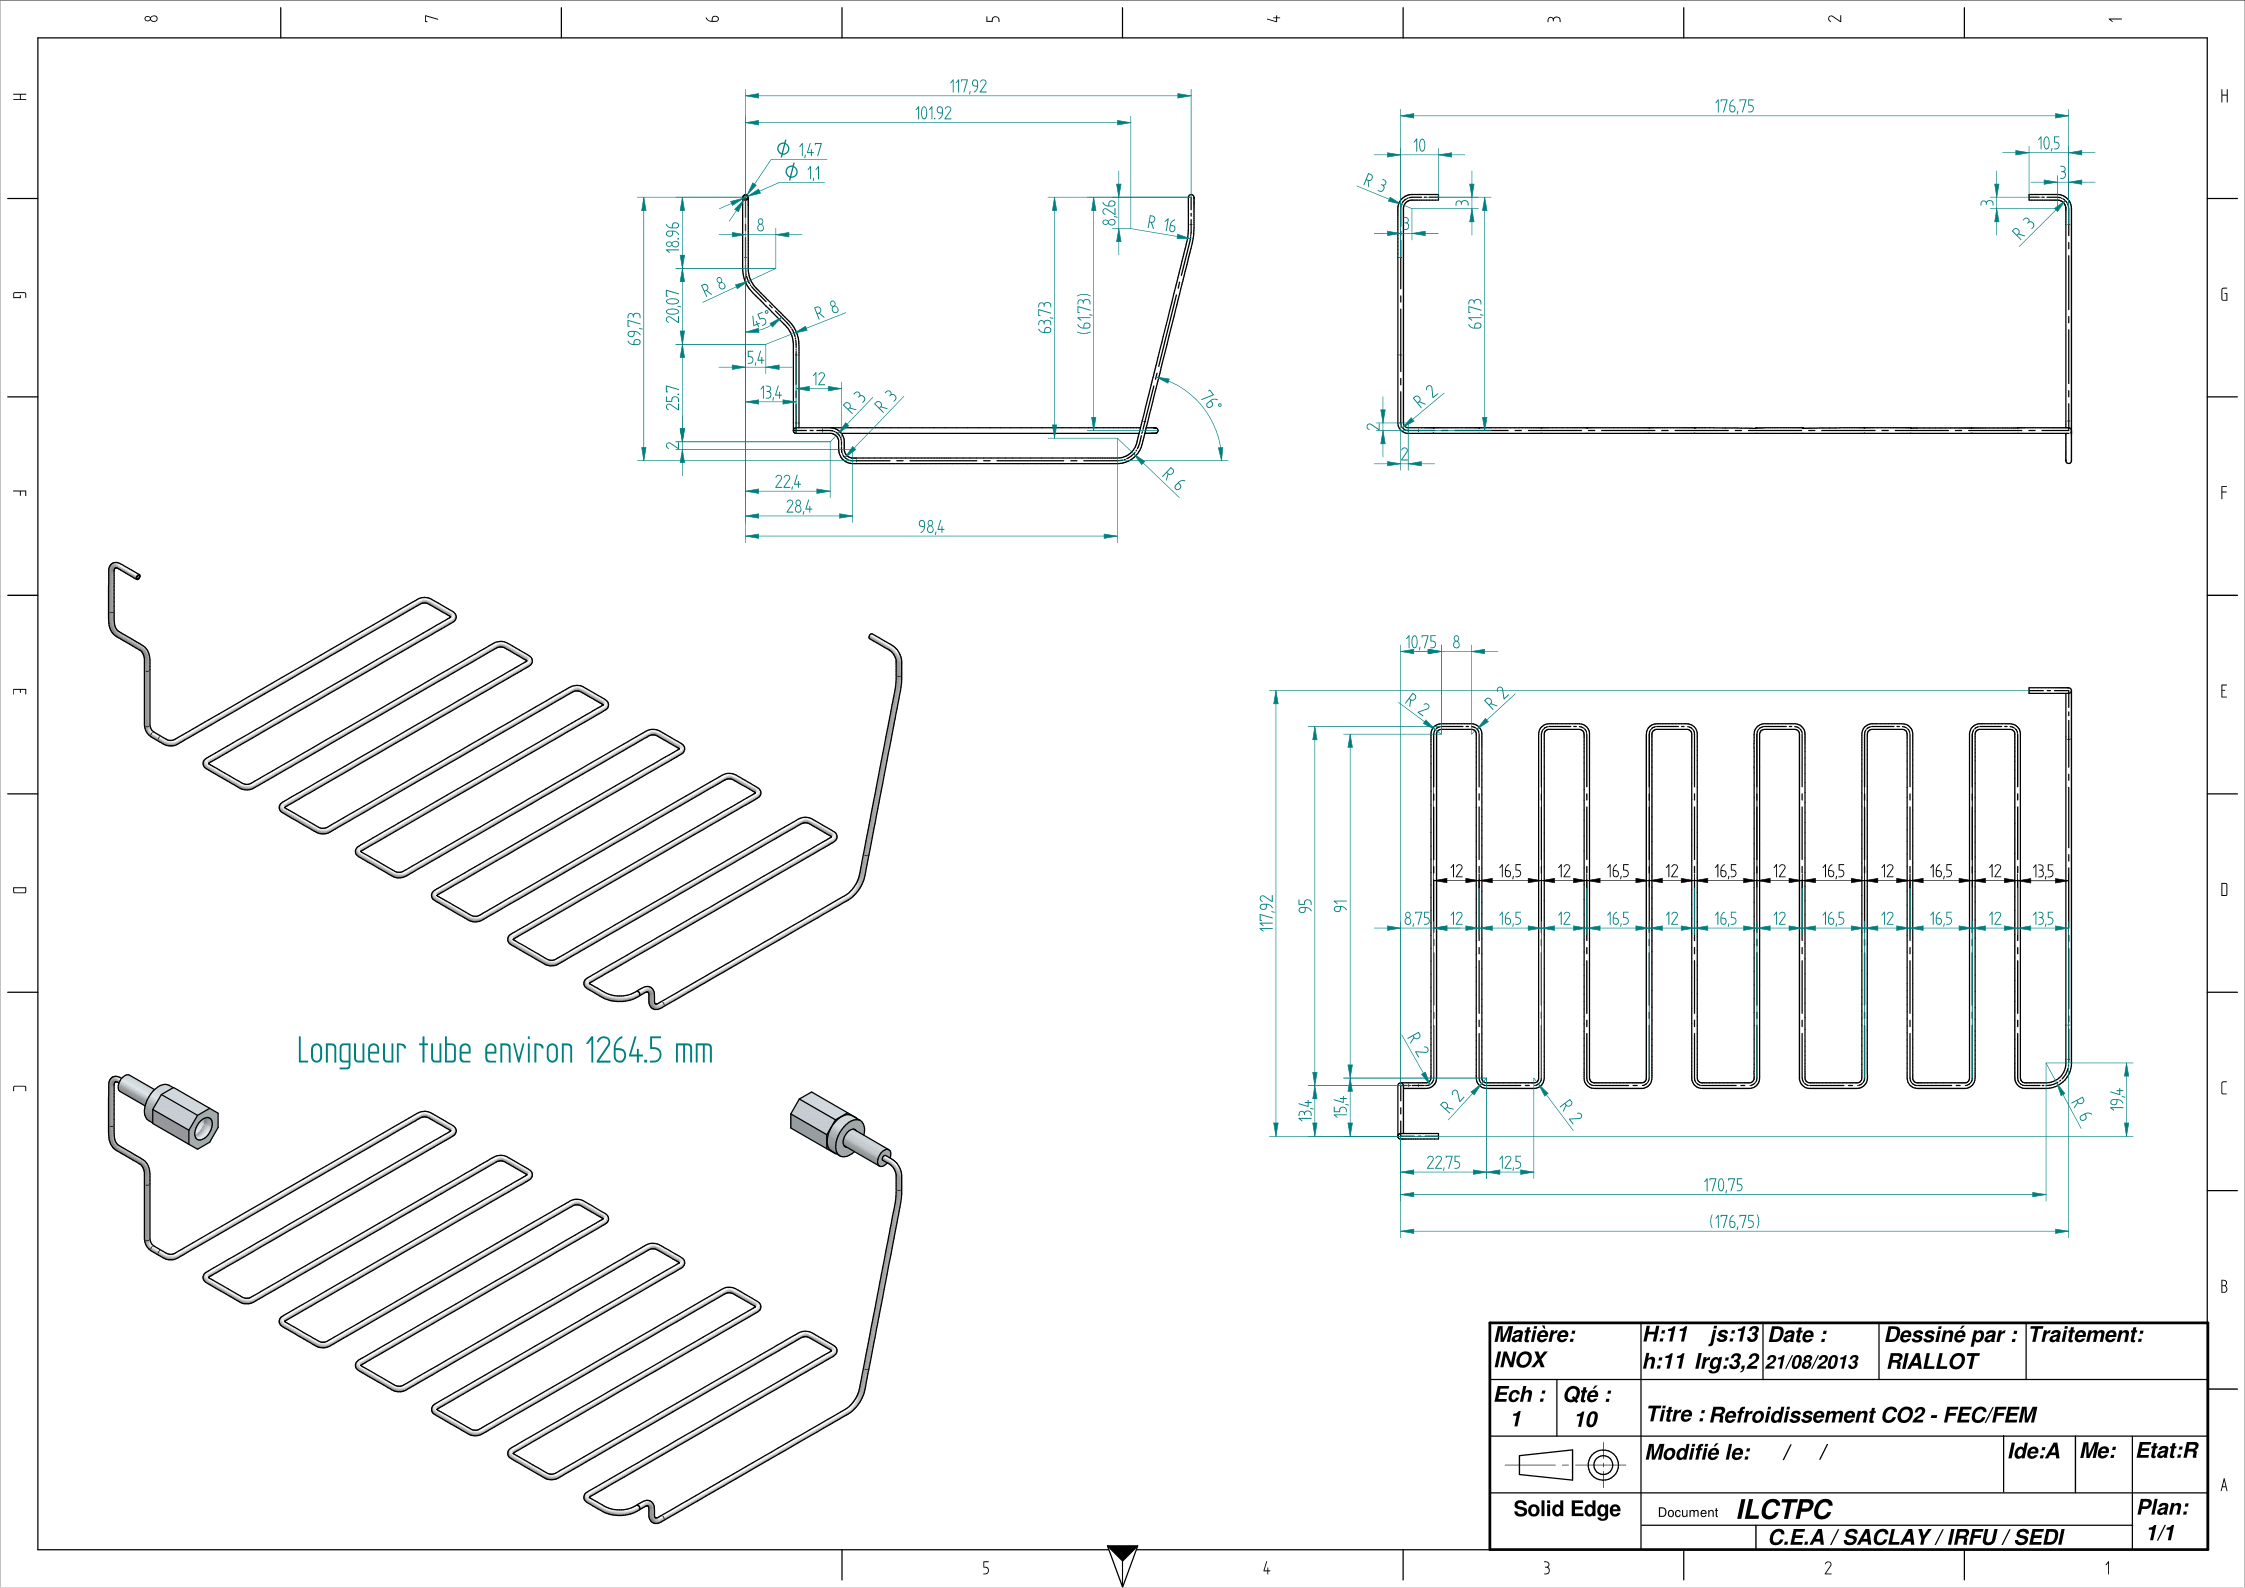 8 7 6 5 4 3 2 1
H G F E D C
H G F E D C B A
117,92
101.92
Φ 1,47
Φ 1,1
69,73
18.96
20,07
25.7
2
8
R 8
45°
R 8
5,4
13,4
12
R 3
R 3
22,4
28,4
98,4
63,73
(61,73)
8,26
R 16
76°
R 6
176,75
10
R 3
3
3
61,73
R 2
2
2
10,5
3
3
R 3
10,75
8
R 2
R 2
117,92
95
91
12 16,5 12 16,5 12 16,5 12 16,5 12 16,5 12 13,5
8,75 12 16,5 12 16,5 12 16,5 12 16,5 12 16,5 12 13,5
R 2
13,4
15,4
R 2
R 2
R 6
19,4
22,75
12,5
170,75
(176,75)
Longueur tube environ 1264.5 mm
Matière:
INOX
H:11 js:13
h:11 Irg:3,2
Date :
21/08/2013
Dessiné par :
RIALLOT
Traitement:
Ech :
1
Qté :
10
Titre : Refroidissement CO2 - FEC/FEM
Modifié le: / /
Ide:A
Me:
Etat:R
Solid Edge
Document ILCTPC
Plan:
1/1
C.E.A / SACLAY / IRFU / SEDI
5 4 3 2 1